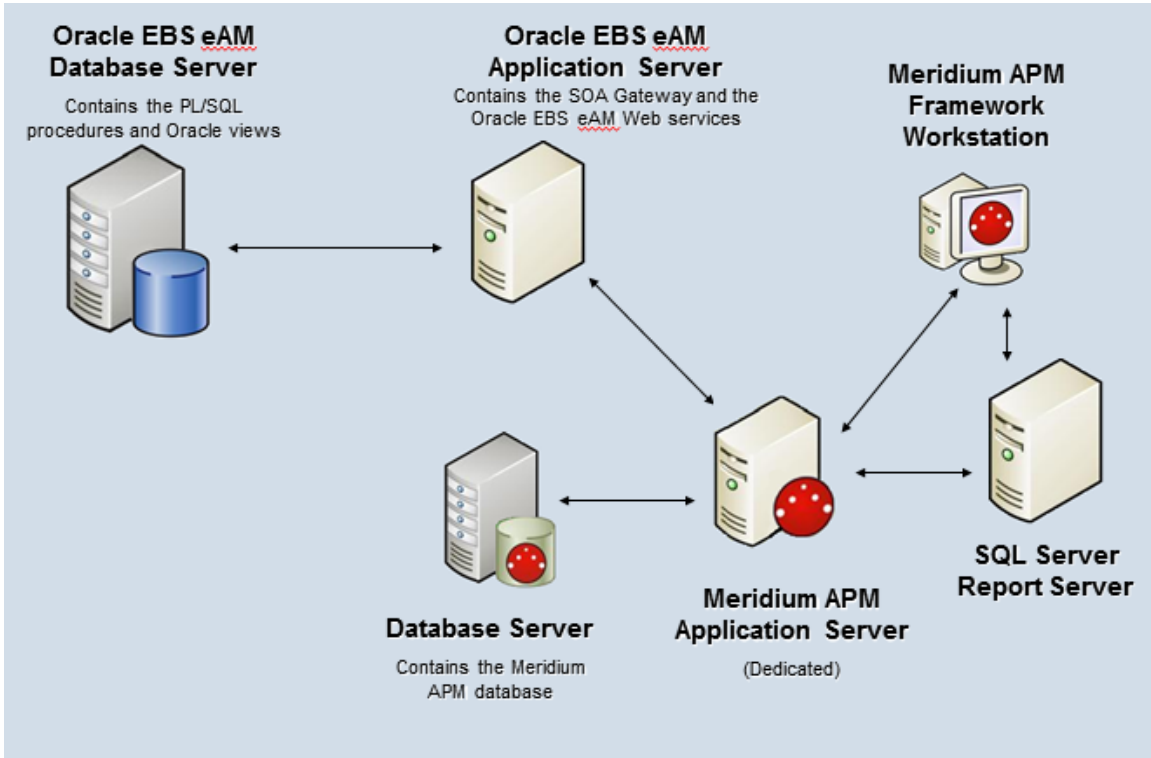 Oracle EBS eAM
Database Server
Contains the PL/SQL
procedures and Oracle views
Oracle EBS eAM
Application Server
Contains the SOA Gateway and the
Oracle EBS eAM Web services
Meridium APM
Framework
Workstation
SQL Server
Report Server
Meridium APM
Application Server
(Dedicated)
Database Server
Contains the Meridium
APM database